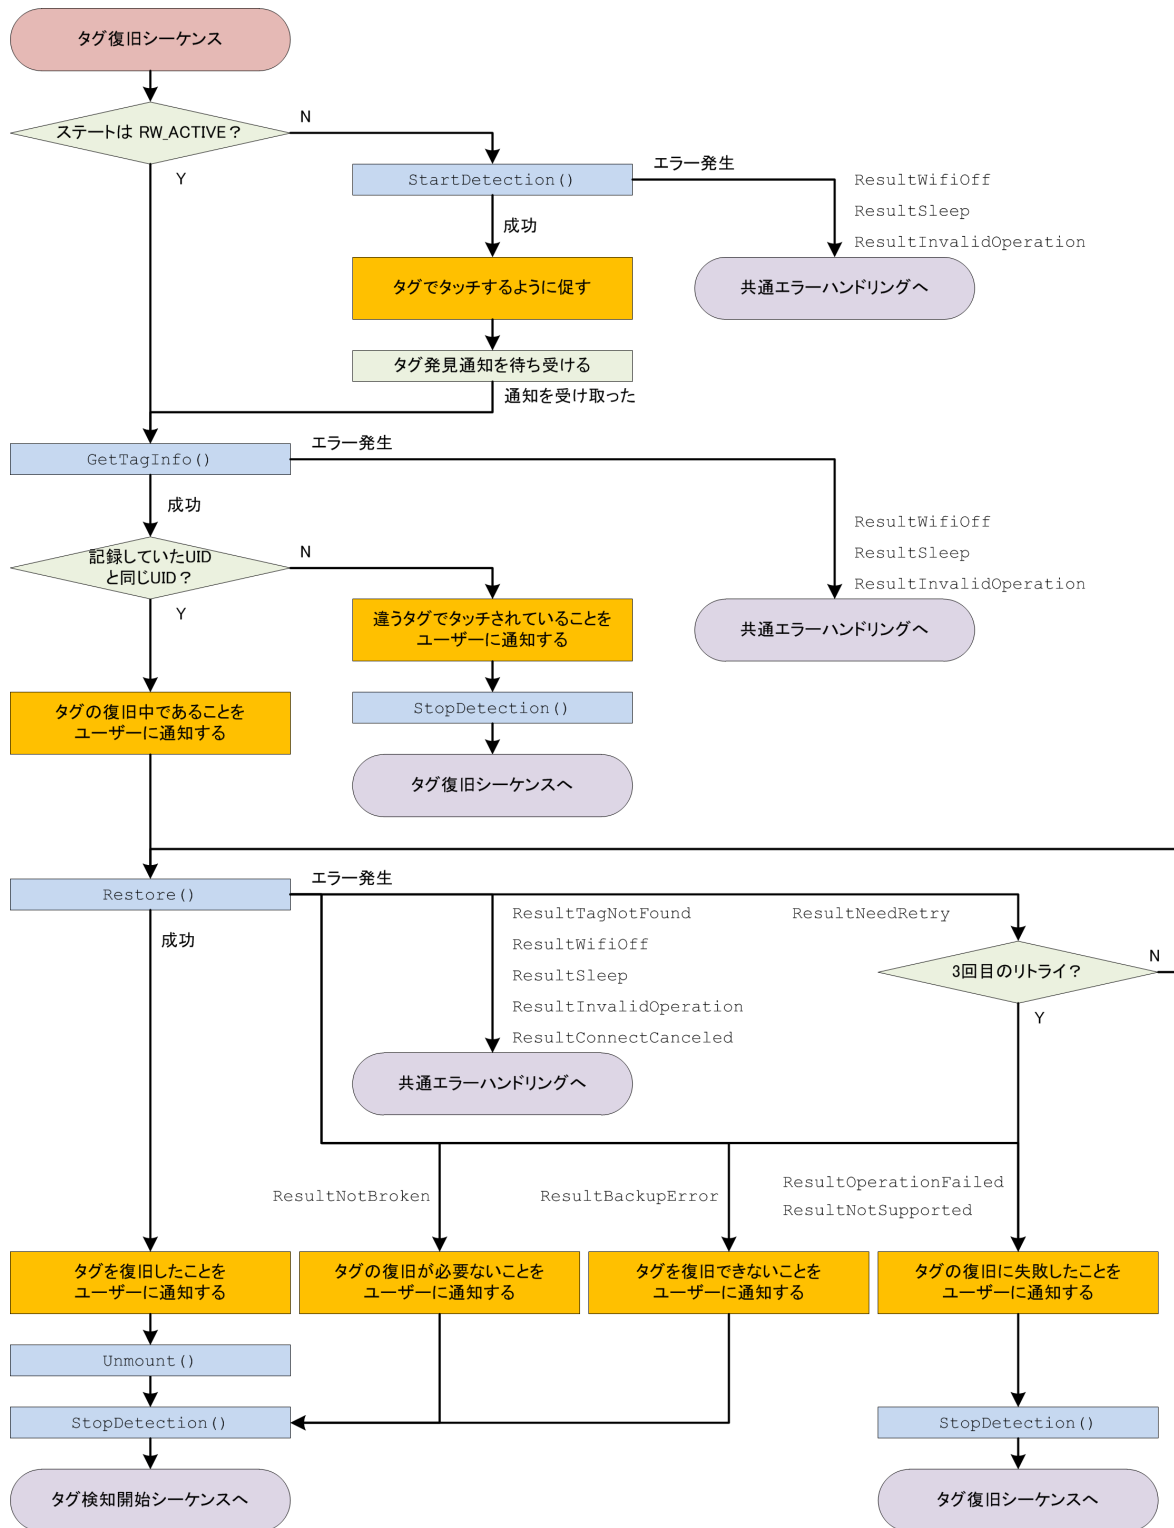 タグ復旧シーケンス
ステートは RW_ACTIVE？
N
Y
StartDetection()
エラー発生
ResultWifiOff
ResultSleep
ResultInvalidOperation
成功
タグでタッチするように促す
共通エラーハンドリングへ
タグ発見通知を待ち受ける
通知を受け取った
GetTagInfo()
エラー発生
成功
ResultWifiOff
ResultSleep
ResultInvalidOperation
記録していたUID
と同じUID？
N
Y
違うタグでタッチされていることを
ユーザーに通知する
共通エラーハンドリングへ
タグの復旧中であることを
ユーザーに通知する
StopDetection()
タグ復旧シーケンスへ
Restore()
エラー発生
成功
ResultTagNotFound
ResultWifiOff
ResultSleep
ResultInvalidOperation
ResultConnectCanceled
ResultNeedRetry
3回目のリトライ？
N
Y
共通エラーハンドリングへ
ResultNotBroken
ResultBackupError
ResultOperationFailed
ResultNotSupported
タグを復旧したことを
ユーザーに通知する
タグの復旧が必要ないことを
ユーザーに通知する
タグを復旧できないことを
ユーザーに通知する
タグの復旧に失敗したことを
ユーザーに通知する
Unmount()
StopDetection()
StopDetection()
タグ検知開始シーケンスへ
タグ復旧シーケンスへ